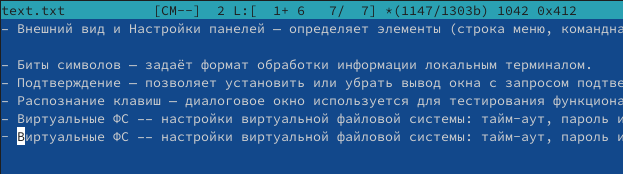 text.txt [CM--] 2 L:[ 1+ 6 7/ 7] *(1147/1303b) 1042 0x412
– Внешний вид и Настройки панелей – определяет элементы (строка меню,
– Биты символов – задаёт формат обработки информации локальным терминалом.
– Подтверждение – позволяет установить или убрать вывод окна с запросом
– Распознание клавиш – диалоговое окно используется для тестирования
– Виртуальные ФС -- настройки виртуальной файловой системы: тайм-аут, пароль и
– Виртуальные ФС -- настройки виртуальной файловой системы: тайм-аут, пароль и